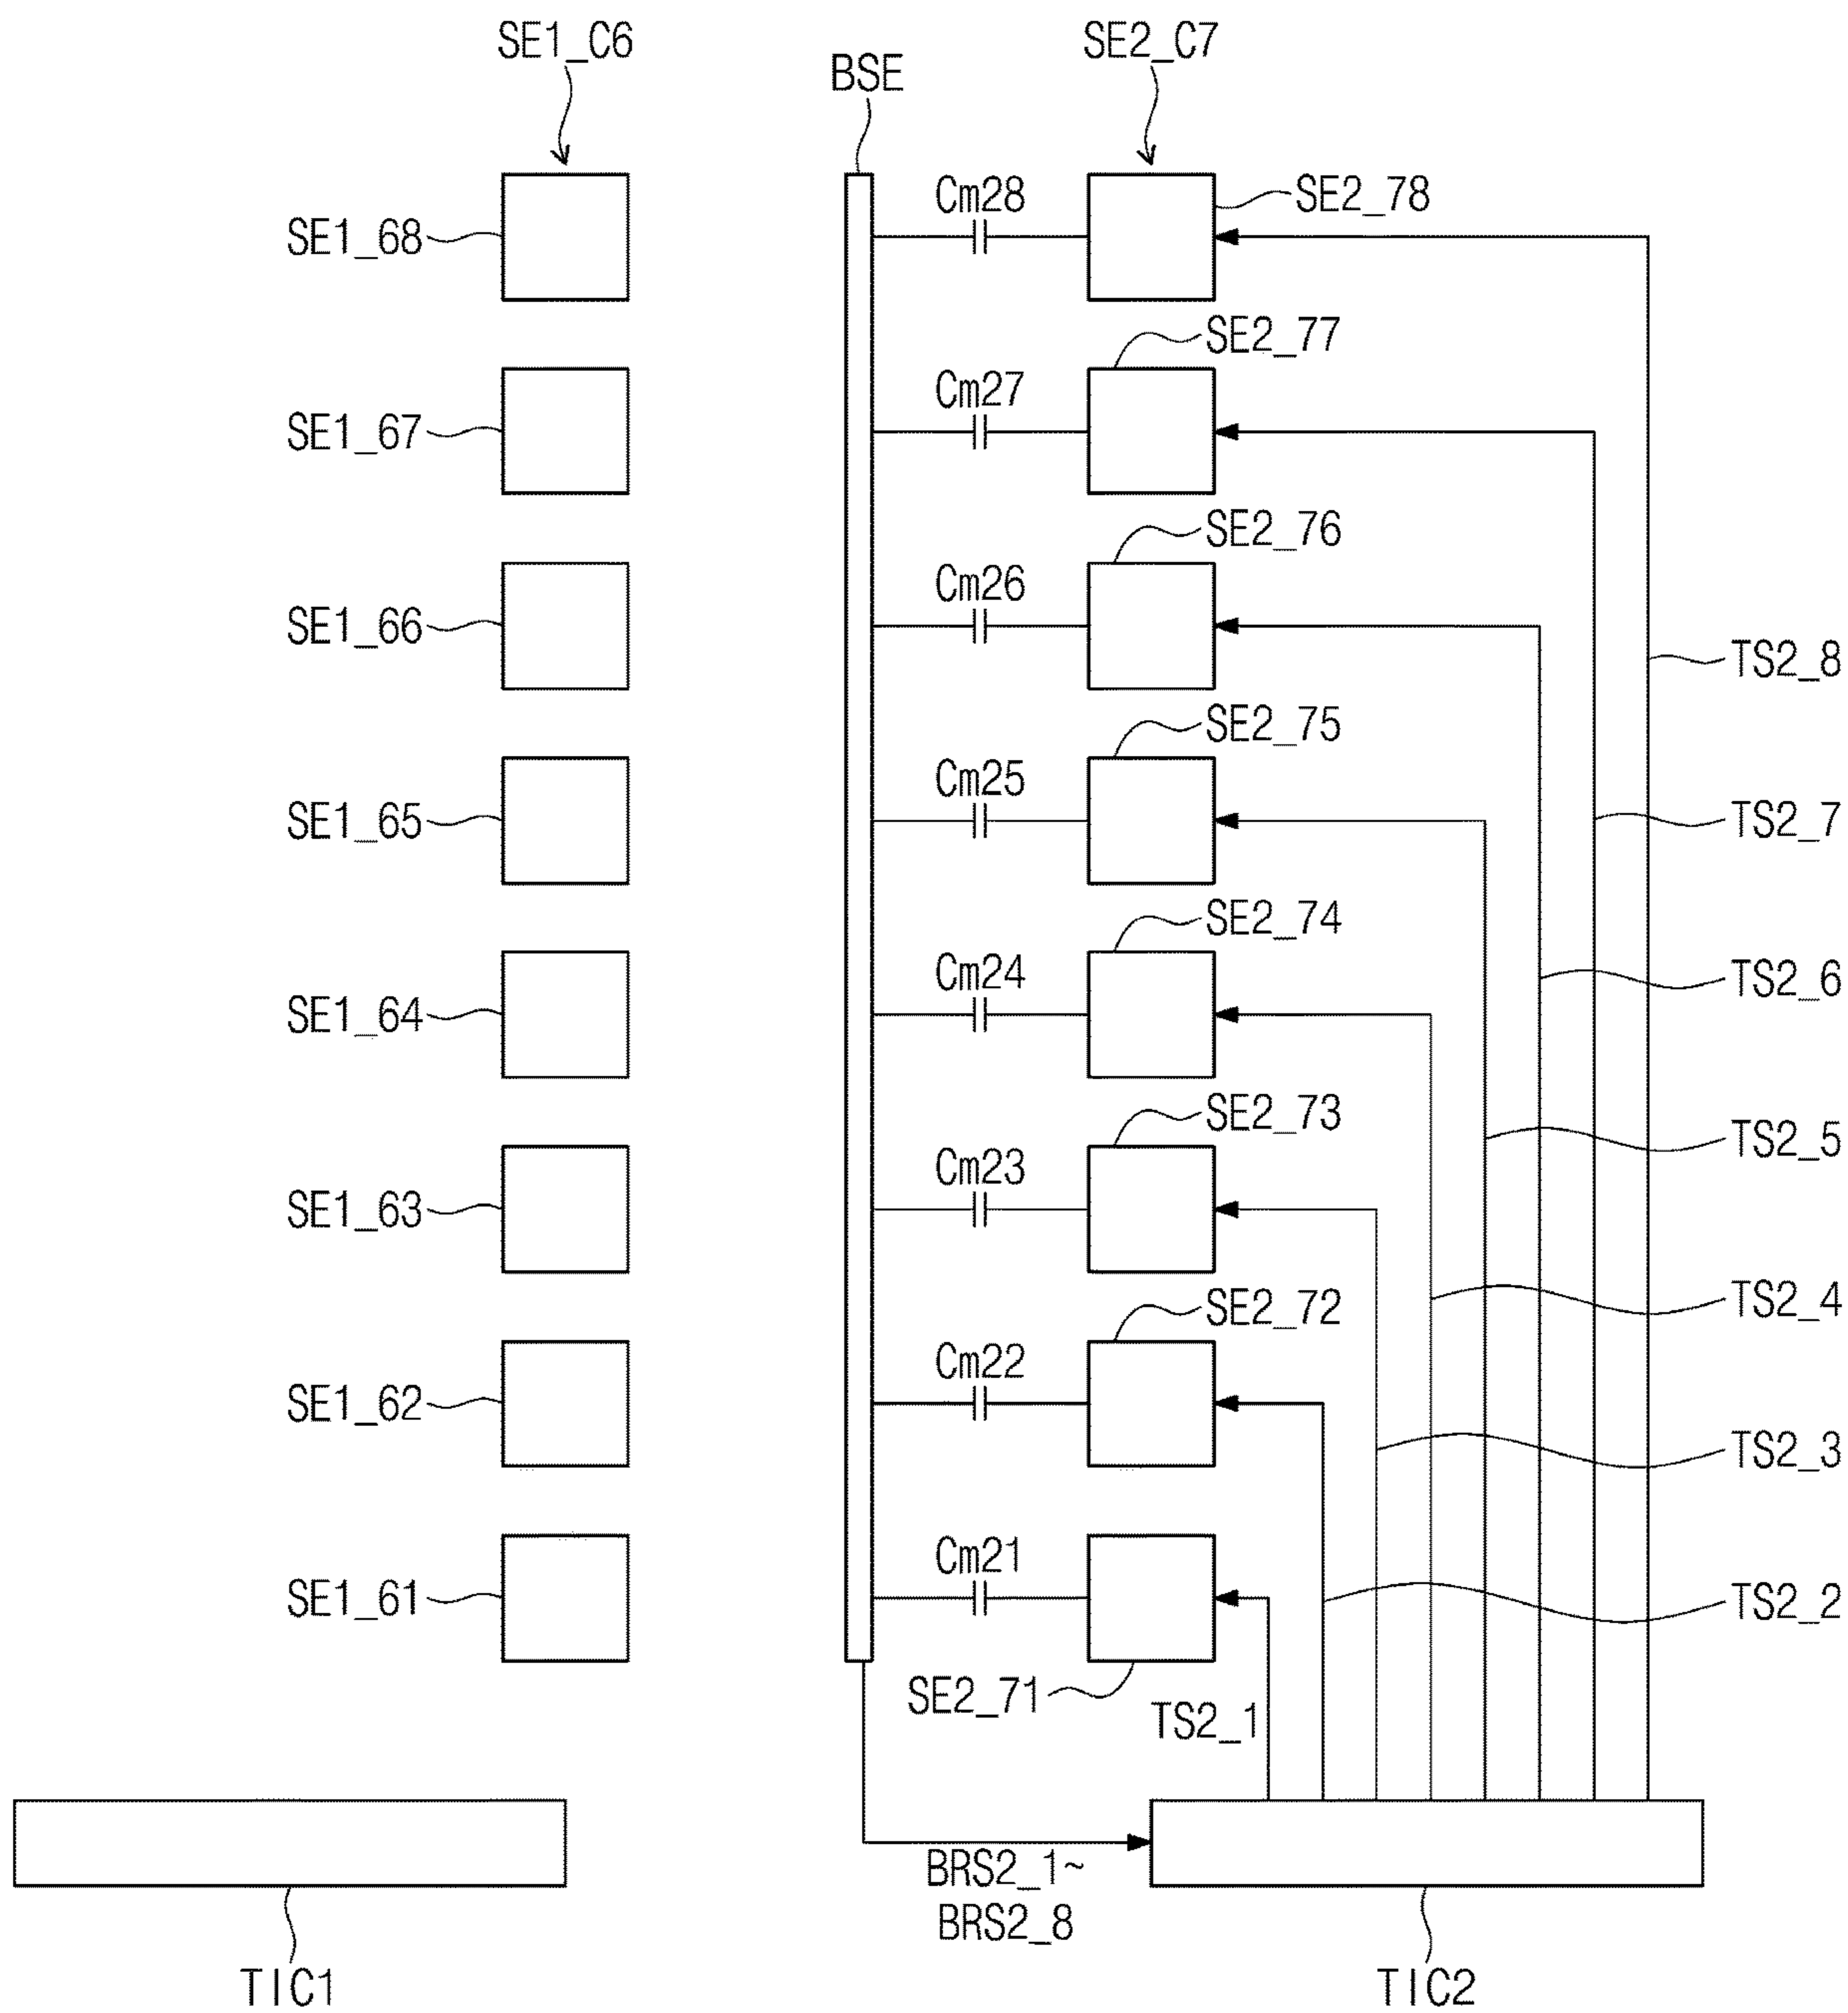 SE1_C6
BSE
SE2_C7
Cm28
SE2_78
SE1_68
SE2_77
Cm27
SE1_67
SE2_76
Cm26
SE1_66
TS2_8
SE2_75
Cm25
SE1_65
TS2_7
SE2_74
Cm24
TS2_6
SE1_64
SE2_73
TS2_5
Cm23
SE1_63
SE2_72
TS2_4
Cm22
SE1_62
TS2_3
Cm21
SE1_61
TS2_2
SE2_71
TS2_1
BRS2_1~
BRS2_8
TIC1
TIC2